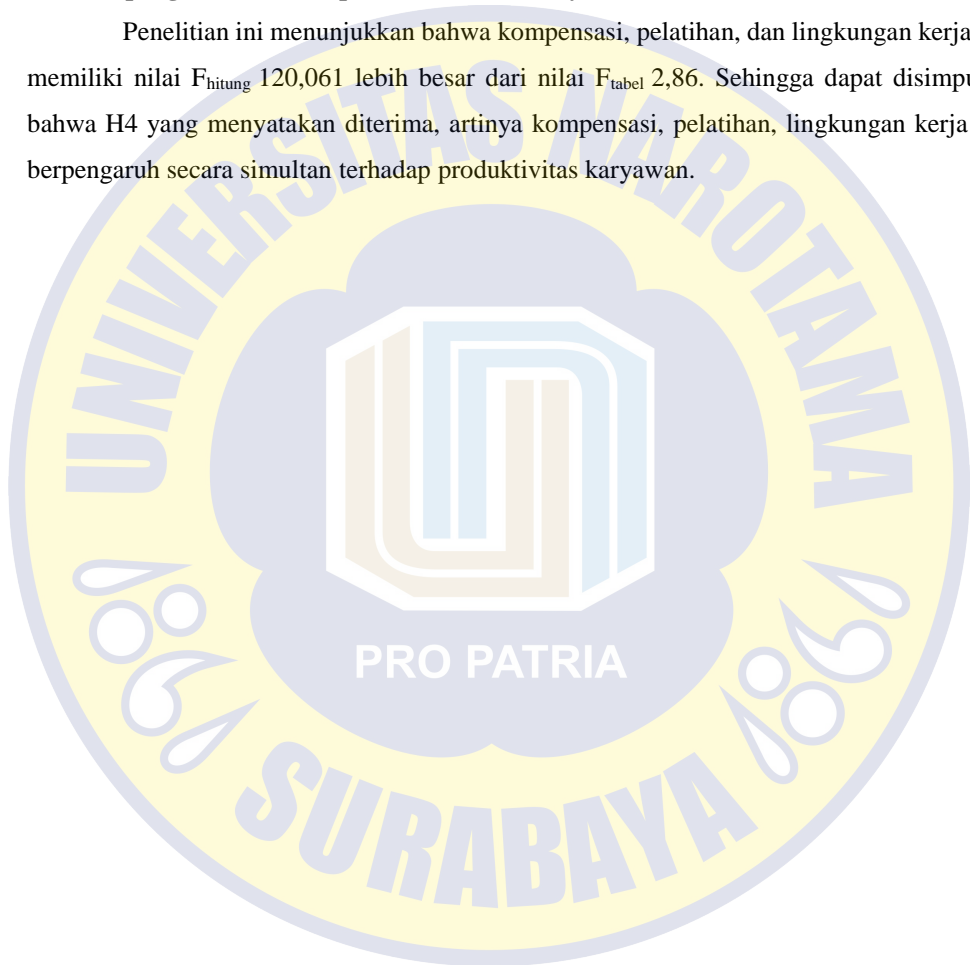 Penelitian ini menunjukkan bahwa kompensasi, pelatihan, dan lingkungan kerja
memiliki nilai Fhitung 120,061 lebih besar dari nilai Ftabel 2,86. Sehingga dapat disimpu
bahwa H4 yang menyatakan diterima, artinya kompensasi, pelatihan, lingkungan kerja
berpengaruh secara simultan terhadap produktivitas karyawan.
UNIVERSITAS NAROTAMA
PRO PATRIA
SURABAYA